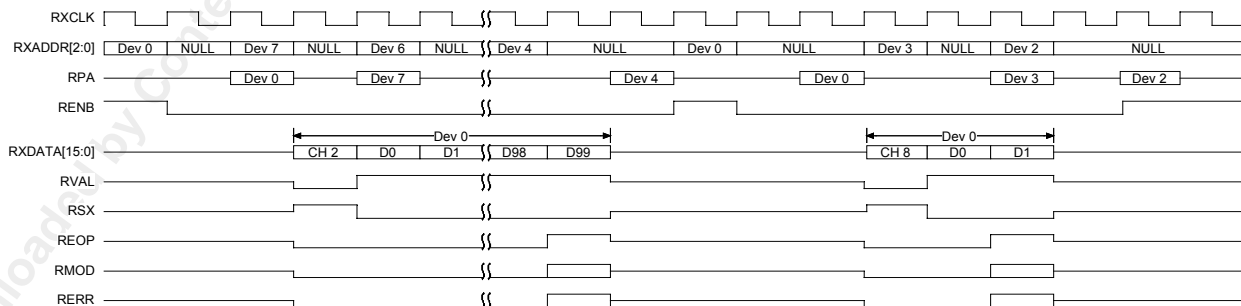 RXCLK
RXADDR[2:0] Dev 0 NULL Dev 7 NULL Dev 6 NULL Dev 4 NULL Dev 0 NULL Dev 3 NULL Dev 2 NULL
RPA Dev 0 Dev 7 Dev 4 Dev 0 Dev 3 Dev 2
RENB
Dev 0 Dev 0
RXDATA[15:0] CH 2 D0 D1 D98 D99 CH 8 D0 D1
RVAL
RSX
REOP
RMOD
RERR
nloaded by Conte